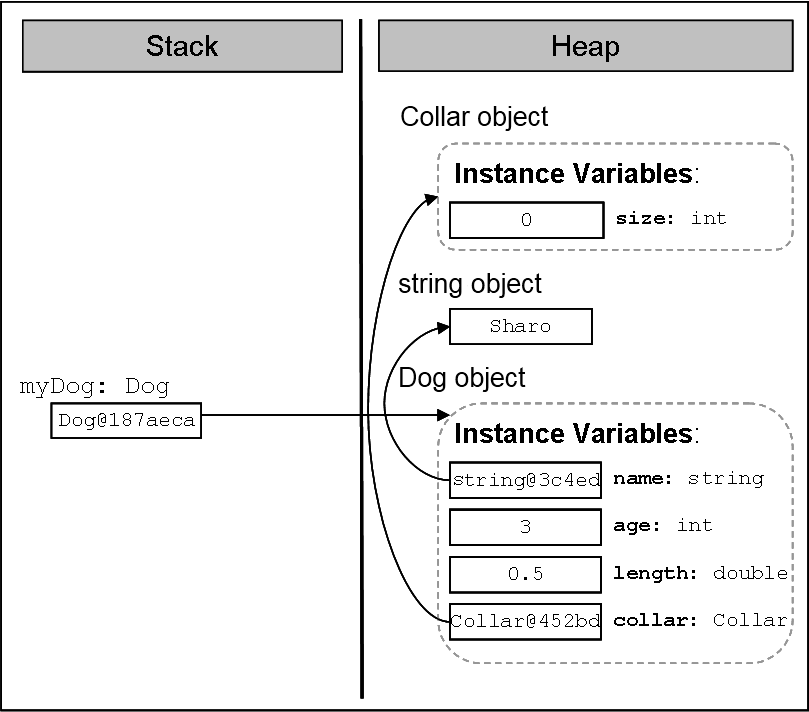 Stack
Heap
Collar object
Instance Variables:
0 size: int
string object
Sharo
myDog: Dog
Dog@187aeca
Dog object
Instance Variables:
string@3c4ed name: string
3 age: int
0.5 length: double
Collar@452bd collar: Collar